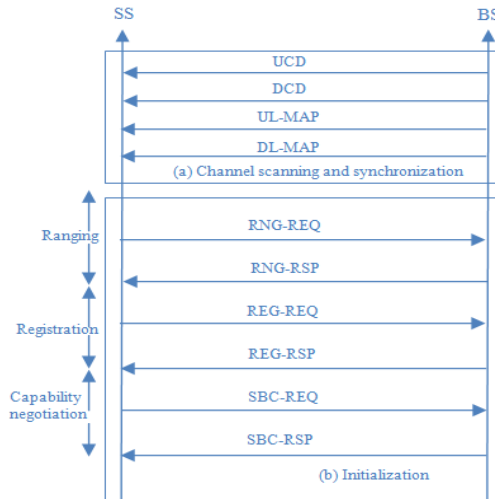 SS BS
UCD
DCD
UL-MAP
DL-MAP
(a) Channel scanning and synchronization
RNG-REQ
Ranging
RNG-RSP
REG-REQ
Registration
REG-RSP
Capability
negotiation
SBC-REQ
SBC-RSP
(b) Initialization